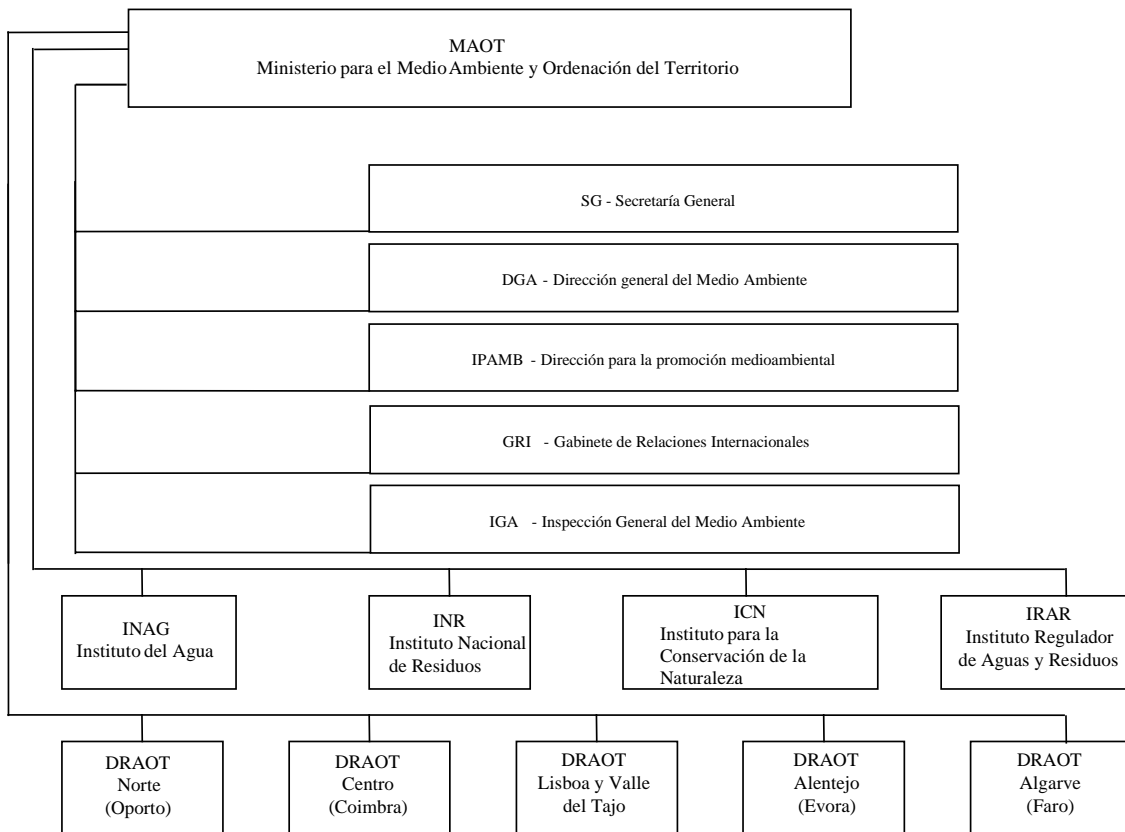 MAOT
Ministerio para el Medio Ambiente y Ordenación del Territorio
SG - Secretaría General
DGA - Dirección general del Medio Ambiente
IPAMB - Dirección para la promoción medioambiental
GRI - Gabinete de Relaciones Internacionales
IGA - Inspección General del Medio Ambiente
INAG
Instituto del Agua
INR
Instituto Nacional
de Residuos
ICN
Instituto para la
Conservación de la
Naturaleza
IRAR
Instituto Regulador
de Aguas y Residuos
DRAOT
Norte
(Oporto)
DRAOT
Centro
(Coimbra)
DRAOT
Lisboa y Valle
del Tajo
DRAOT
Alentejo
(Evora)
DRAOT
Algarve
(Faro)